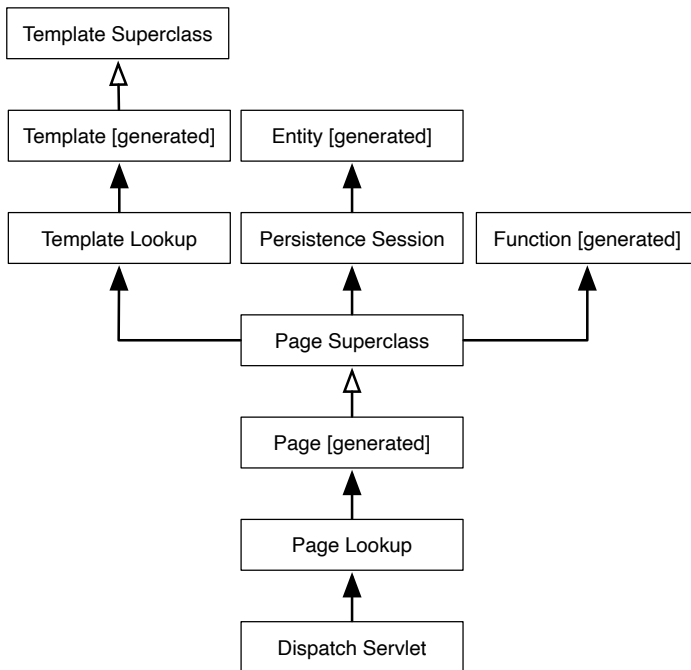 Template Superclass
Template [generated]
Entity [generated]
Template Lookup
Persistence Session
Function [generated]
Page Superclass
Page [generated]
Page Lookup
Dispatch Servlet